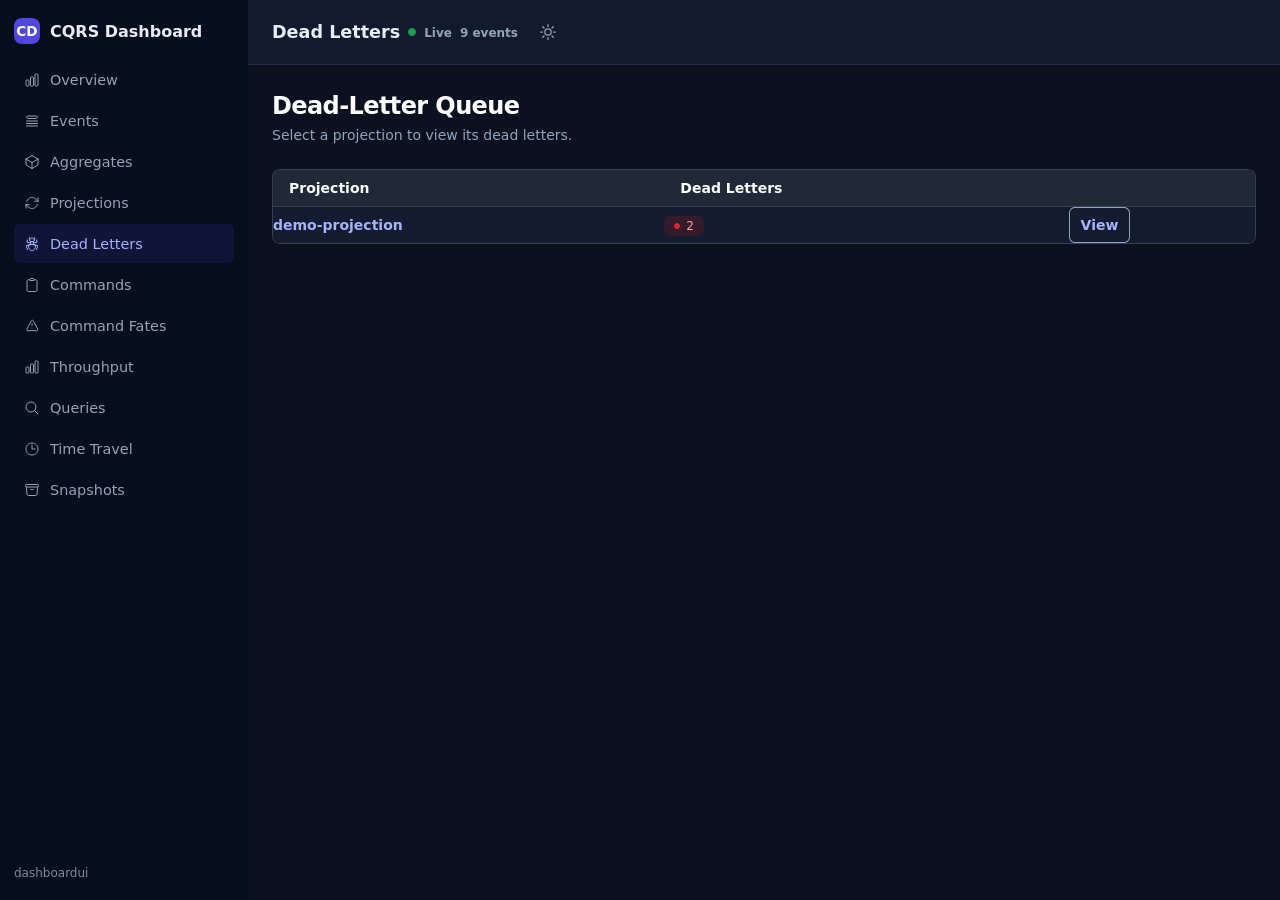 CD CQRS Dashboard
Overview
Events
Aggregates
Projections
Dead Letters
Commands
Command Fates
Throughput
Queries
Time Travel
Snapshots
dashboardui
Dead Letters Live 9 events
Dead-Letter Queue
Select a projection to view its dead letters.
Projection Dead Letters
demo-projection 2 View